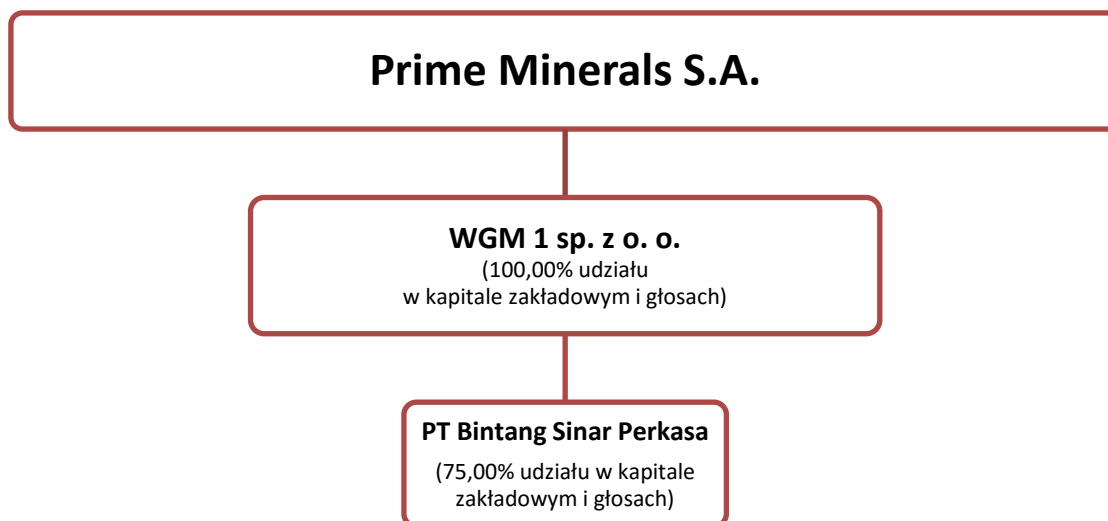 Prime Minerals S.A.
WGM 1 sp. z o. o.
(100,00% udziału
w kapitale zakładowym i głosach)
PT Bintang Sinar Perkasa
(75,00% udziału w kapitale
zakładowym i głosach)